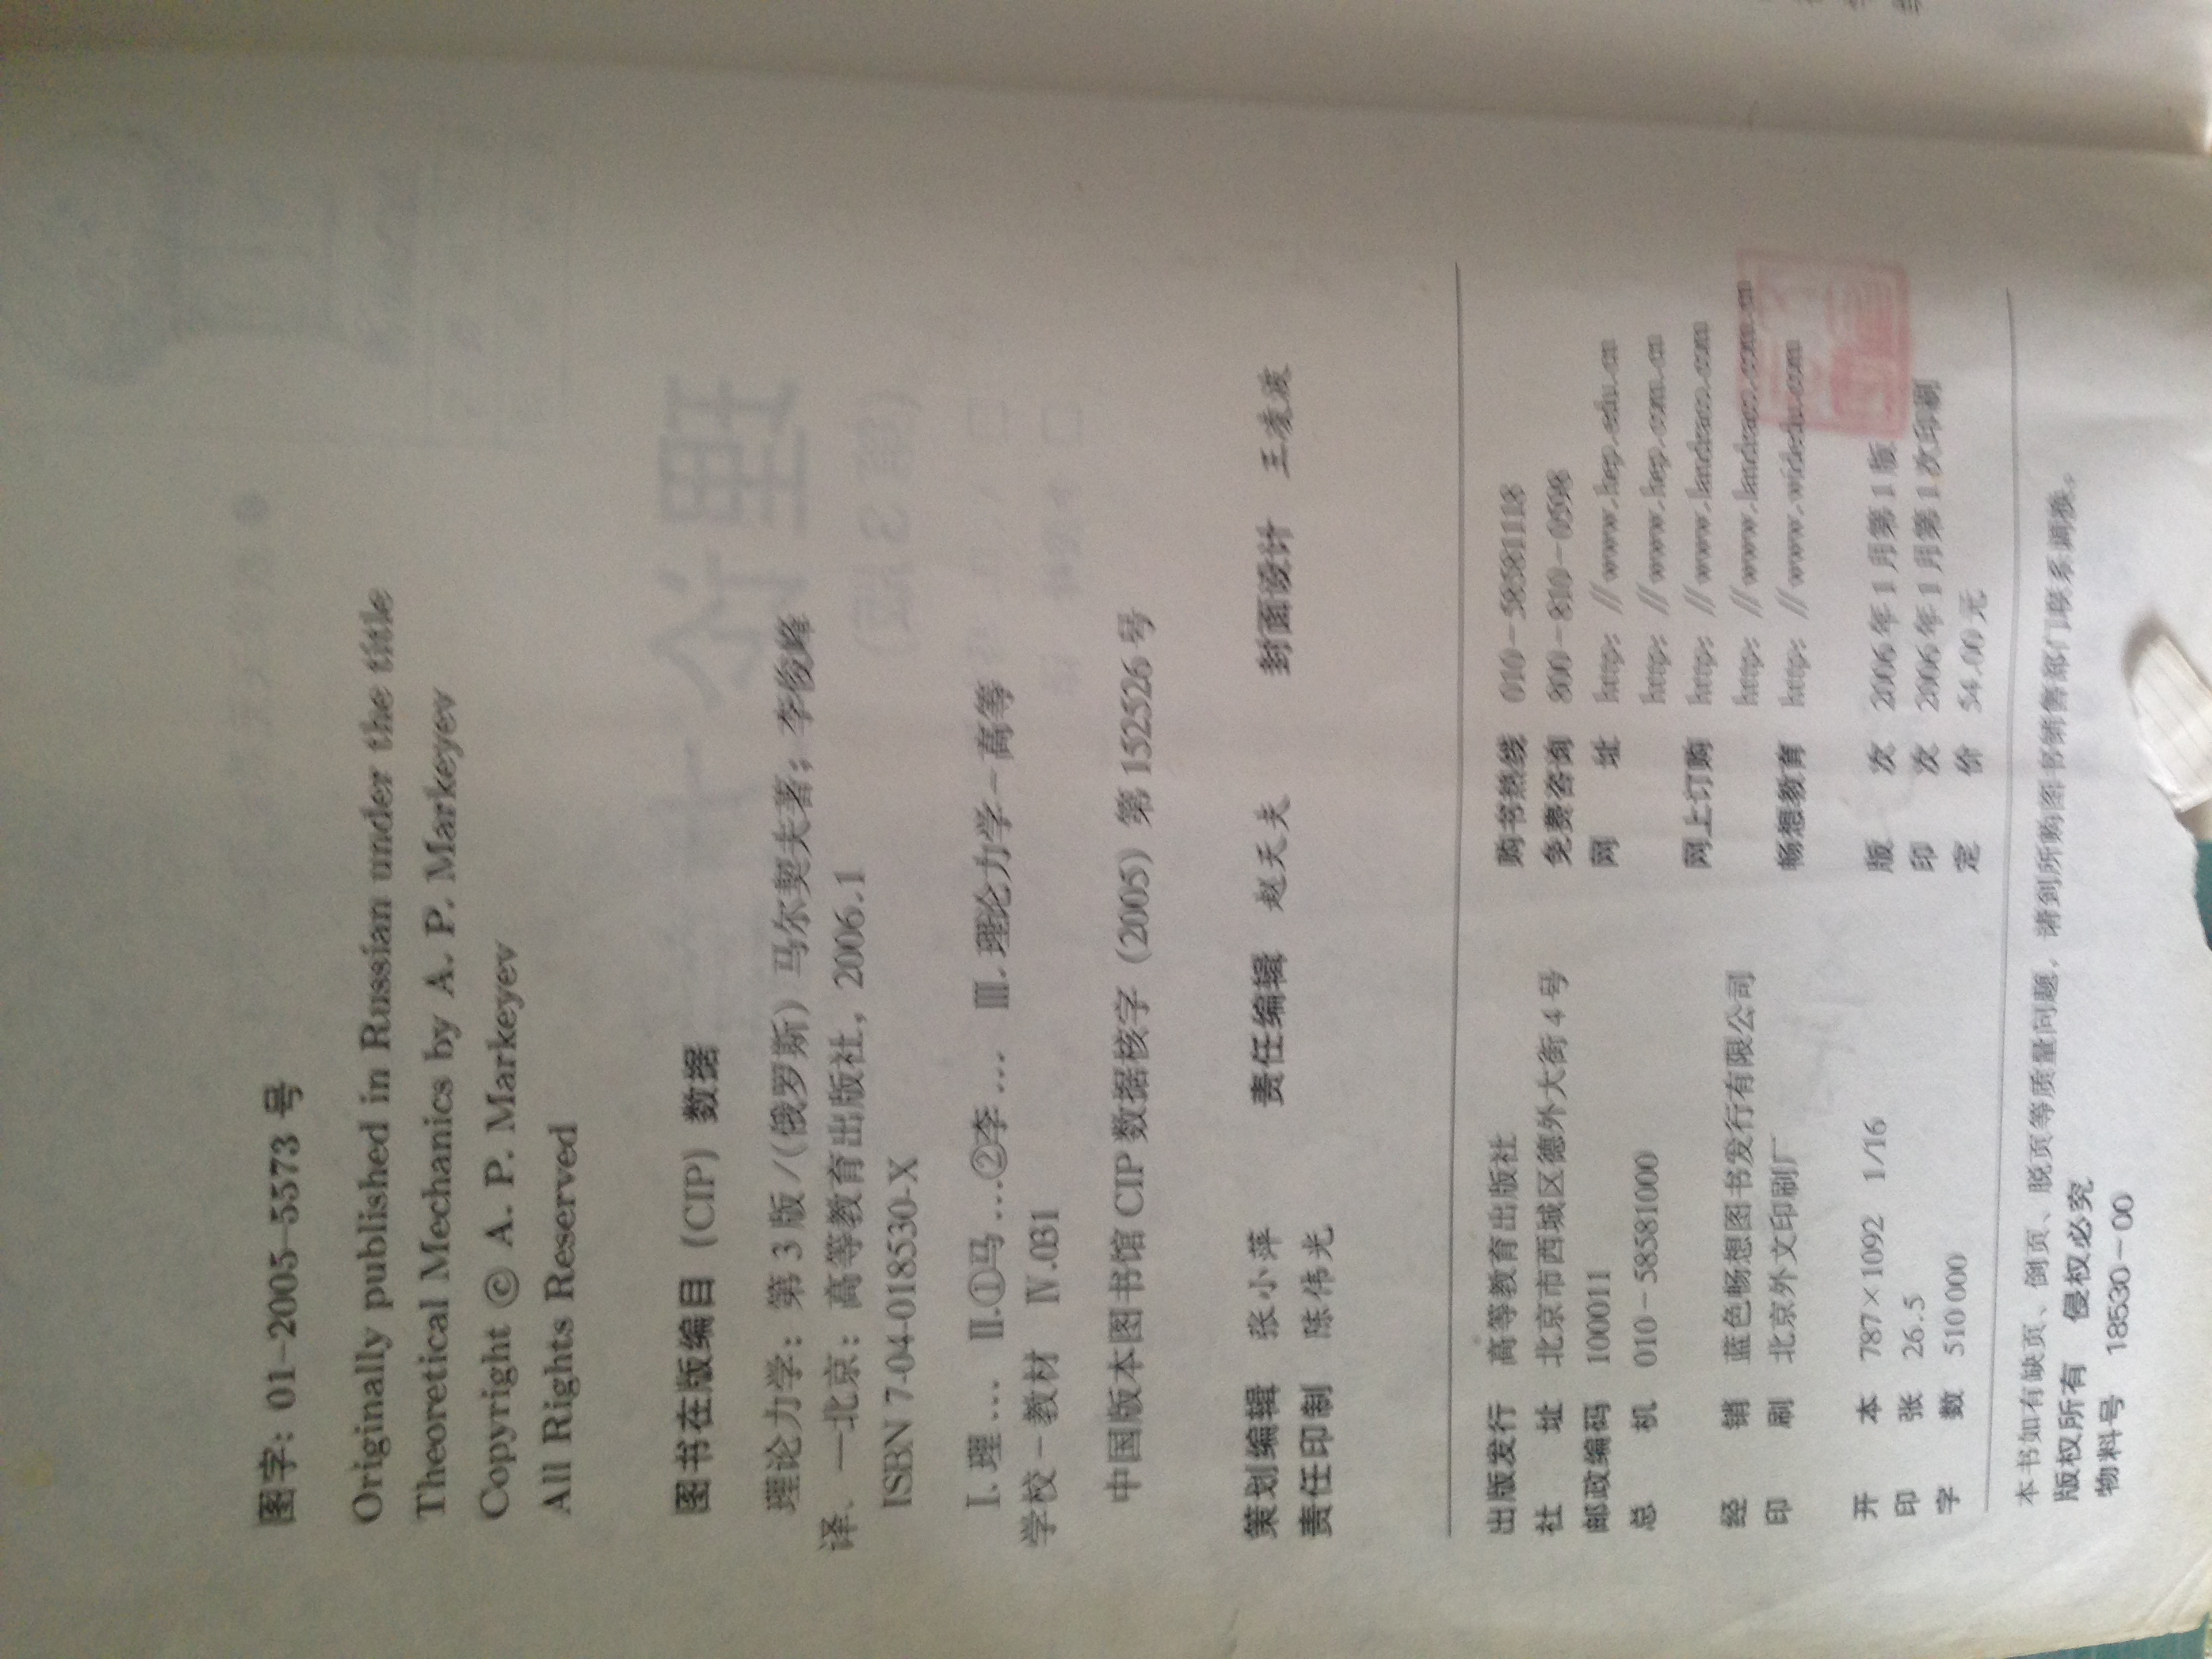 图字：01-2005-5573 号
Originally published in Russian under the title
Theoretical Mechanics by A. P. Markeyev
Copyright © A. P. Markeyev
All Rights Reserved
图书在版编目（CIP）数据
理论力学：第 3 版 /（俄罗斯）马尔契夫著；李俊峰
译. —北京：高等教育出版社，2006.1
ISBN 7-04-018530-X
Ⅰ. 理 … Ⅱ.①马 …②李 … Ⅲ. 理论力学－高等
学校－教材 Ⅳ.031
中国版本图书馆 CIP 数据核字（2005）第 152526 号
策划编辑 张小萍 责任编辑 赵天夫 封面设计 王凌波
责任印制 陈伟光
出版发行 高等教育出版社 购书热线 010－58581118
社 址 北京市西城区德外大街 4 号 免费咨询 800－810－0598
邮政编码 100011 网 址 http: //www.hep.edu.cn
总 机 010－58581000 http: //www.hep.com.cn
网上订购 http: //www.landraco.com
经 销 蓝色畅想图书发行有限公司 http: //www.landraco.com.cn
印 刷 北京外文印刷厂 畅想教育 http: //www.widedu.com
开 本 787×1092 1/16 版 次 2006 年 1 月第 1 版
印 张 26.5 印 次 2006 年 1 月第 1 次印刷
字 数 510 000 定 价 54.00 元
本书如有缺页、倒页、脱页等质量问题，请到所购图书销售部门联系调换。
版权所有 侵权必究
物料号 18530－00